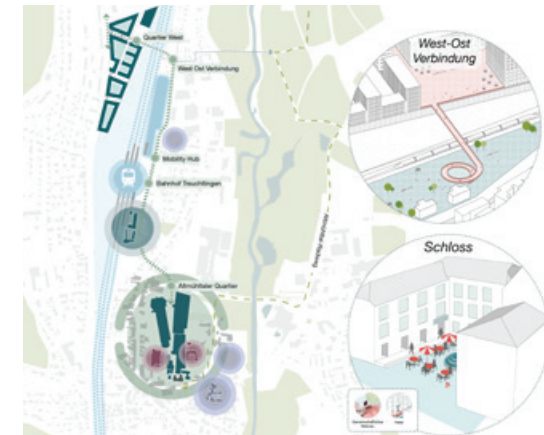 Quartier West
West Ost Verbindung
Mobility Hub
Bahnhof Treuchtlingen
Altmühltaler Quartier
West-Ost
Verbindung
Schloss